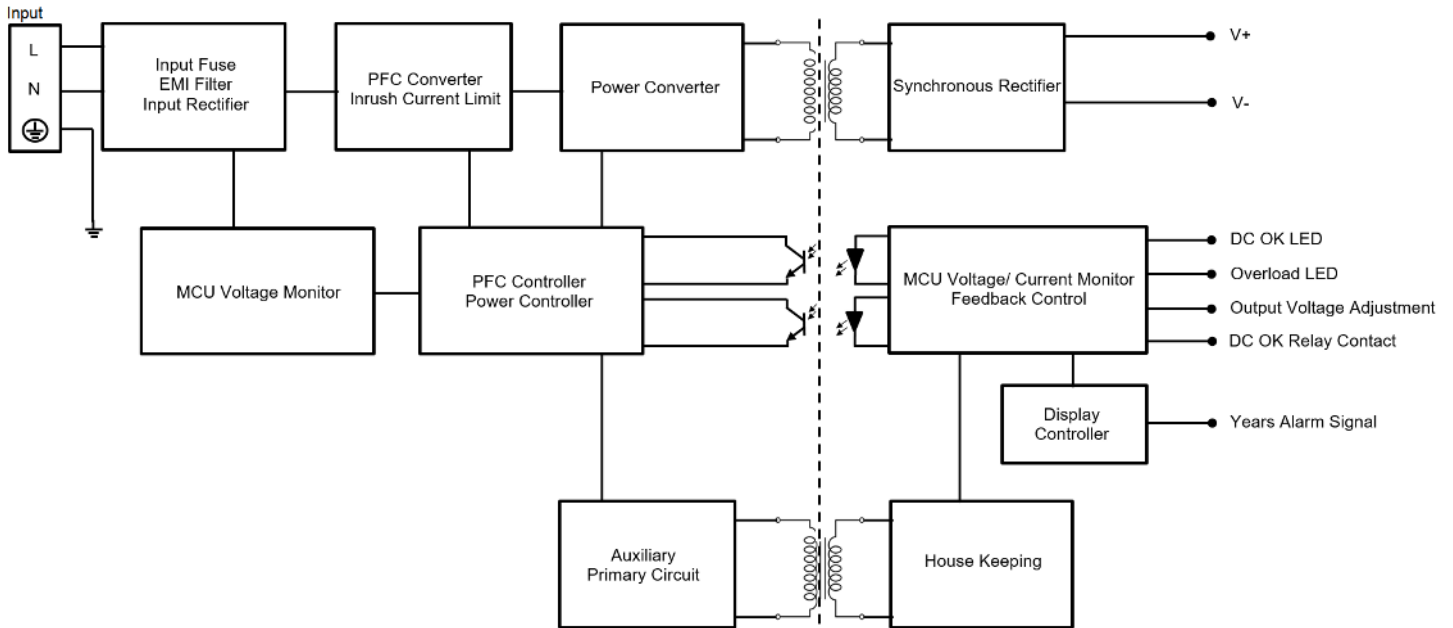 Input
L
N
Input Fuse
EMI Filter
Input Rectifier
PFC Converter
Inrush Current Limit
Power Converter
Synchronous Rectifier
V+
V-
MCU Voltage Monitor
PFC Controller
Power Controller
MCU Voltage/ Current Monitor
Feedback Control
DC OK LED
Overload LED
Output Voltage Adjustment
DC OK Relay Contact
Display
Controller
Years Alarm Signal
Auxiliary
Primary Circuit
House Keeping